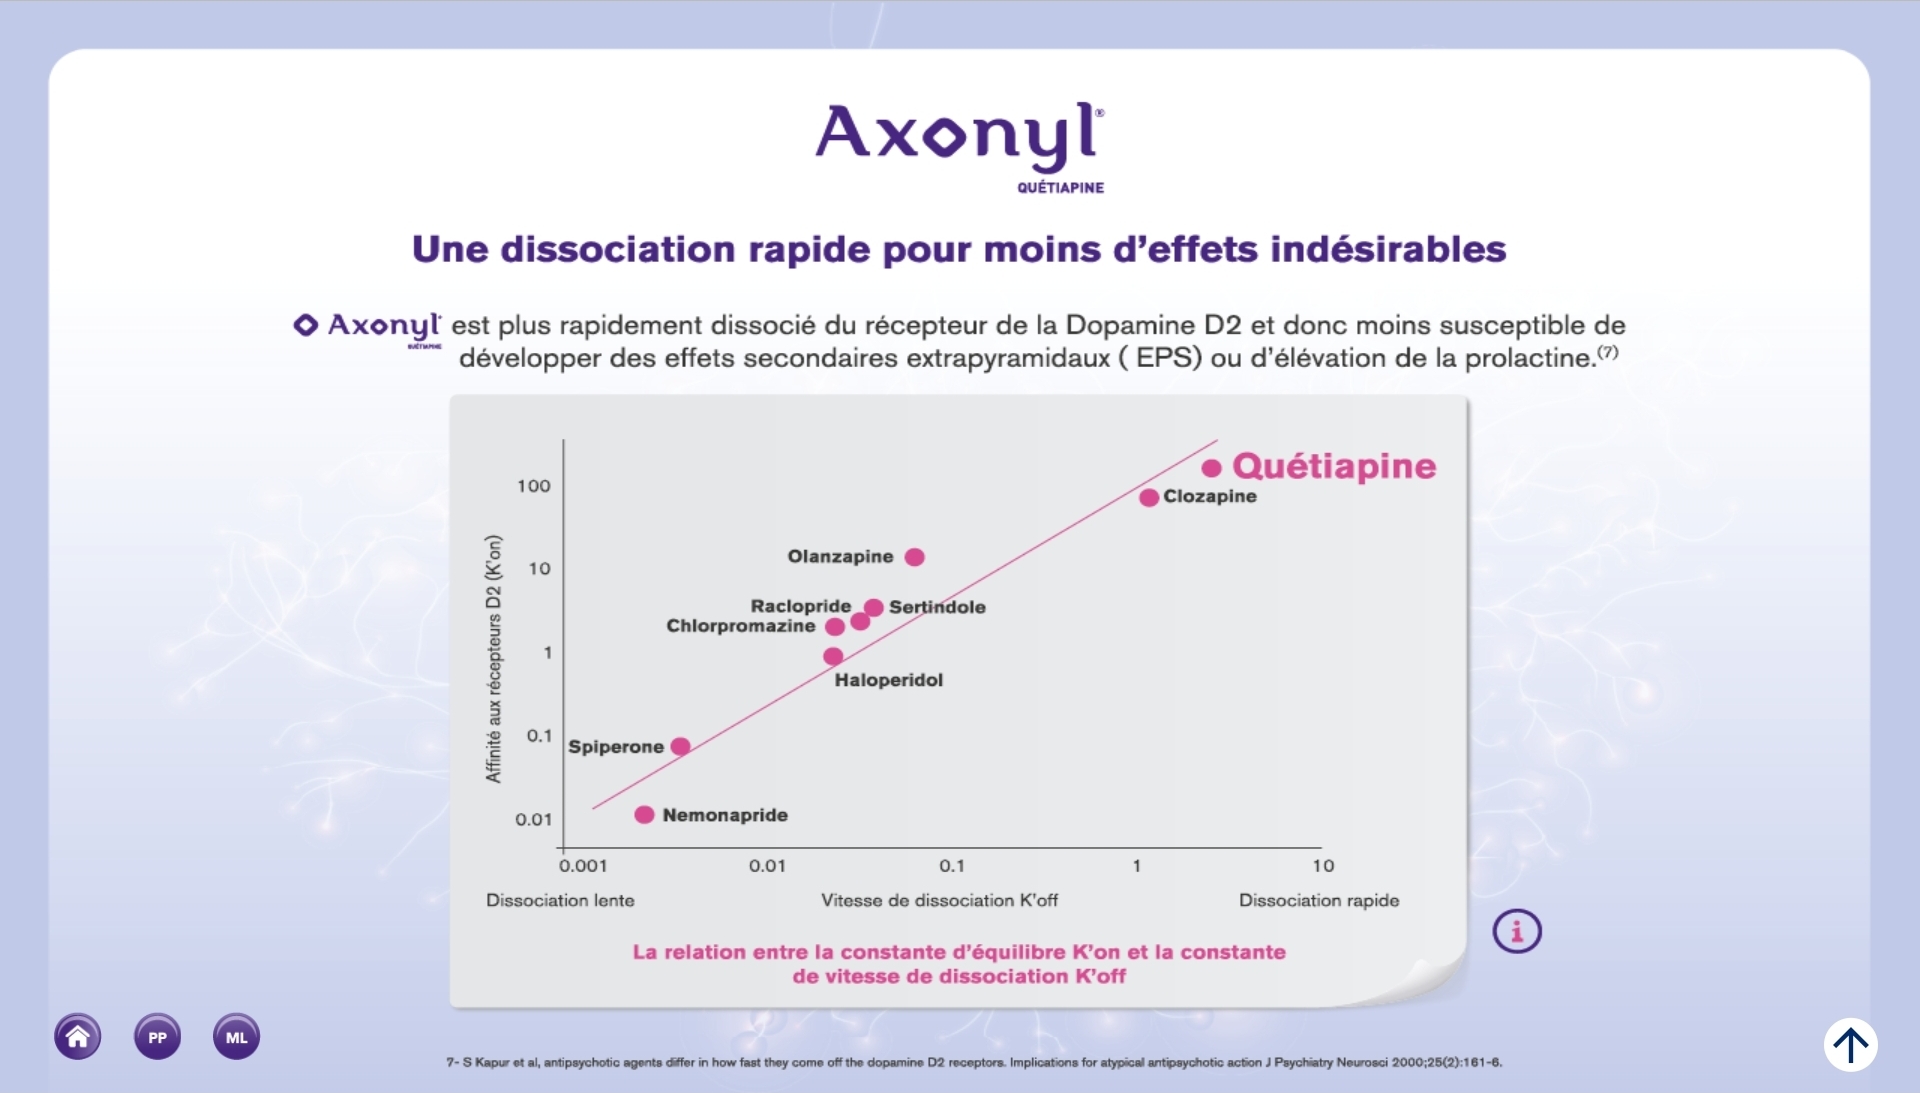 Axonyl®
QUÉTIAPINE
Une dissociation rapide pour moins d’effets indésirables
Axonyl® est plus rapidement dissocié du récepteur de la Dopamine D2 et donc moins susceptible de
QUÉTIAPINE
développer des effets secondaires extrapyramidaux ( EPS) ou d’élévation de la prolactine.(7)
Affinité aux récepteurs D2 (K’on)
100
10
1
0.1
0.01
Quétiapine
Clozapine
Olanzapine
Raclopride
Sertindole
Chlorpromazine
Haloperidol
Spiperone
Nemonapride
0.001 0.01 0.1 1 10
Dissociation lente Vitesse de dissociation K’off Dissociation rapide
La relation entre la constante d’équilibre K’on et la constante
de vitesse de dissociation K’off
i
PP ML
7- S Kapur et al, antipsychotic agents differ in how fast they come off the dopamine D2 receptors. Implications for atypical antipsychotic action J Psychiatry Neurosci 2000;25(2):161-6.